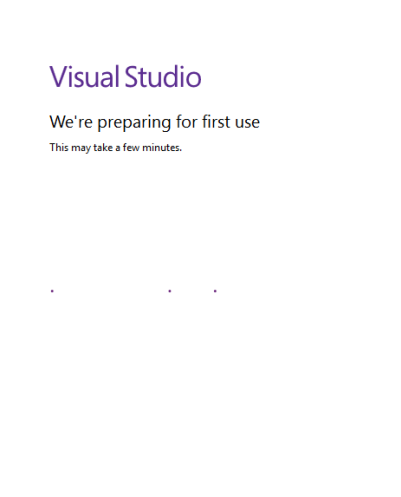 Visual Studio
We're preparing for first use
This may take a few minutes.